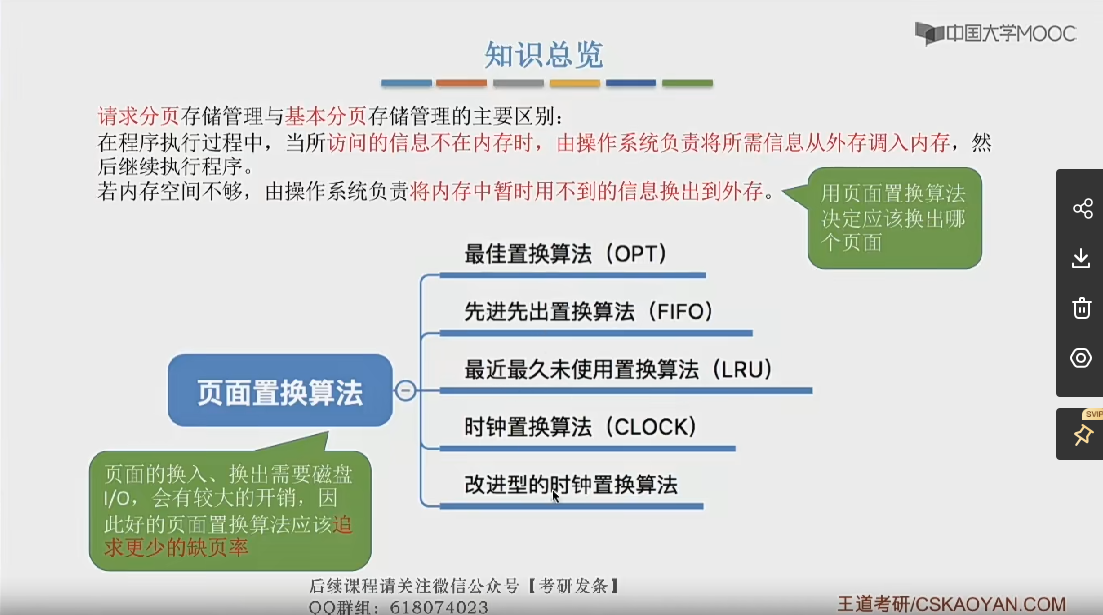 中国大学MOOC
知识总览
请求分页存储管理与基本分页存储管理的主要区别：
在程序执行过程中，当所访问的信息不在内存时，由操作系统负责将所需信息从外存调入内存，然
后继续执行程序。
若内存空间不够，由操作系统负责将内存中暂时用不到的信息换出到外存。
用页面置换算法
决定应该换出哪
个页面
最佳置换算法（OPT）
先进先出置换算法（FIFO）
最近最久未使用置换算法（LRU）
页面置换算法
时钟置换算法（CLOCK）
改进型的时钟置换算法
页面的换入、换出需要磁盘
I/O，会有较大的开销，因
此好的页面置换算法应该追
求更少的缺页率
SVIP
后续课程请关注微信公众号【考研发条】
QQ群组：618074023
王道考研/CSKAOYAN.COM